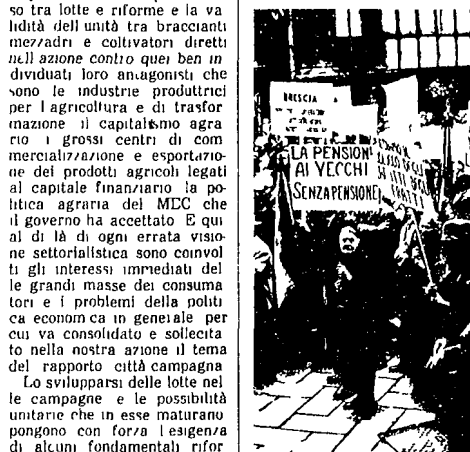 so tra lotte e riforme e la va
lidità dell unità tra braccianti
mezzadri e coltivatori diretti
nell azione contro quei ben in
dividuati loro antagonisti che
sono le industrie produttrici
per l agricoltura e di trasfor
mazione il capitalismo agra
rio i grossi centri di com
mercializzazione e esportazio-
ne dei prodotti agricoli legati
al capitale finanziario la po-
litica agraria del MEC che
il governo ha accettato E qui
al di là di ogni errata visio-
ne settorialistica sono coinvol
ti gli interessi immediati del
le grandi masse dei consuma
tori e i problemi della politi
ca economica in generale per
cui va consolidato e sollecita
to nella nostra azione il tema
del rapporto città campagna
Lo svilupparsi delle lotte nel
le campagne e le possibilità
unitarie che in esse maturano
pongono con forza l esigenza
di alcuni fondamentali rifor
BRESCIA
LA PENSIONE
AI VECCHI
SENZA PENSIONE